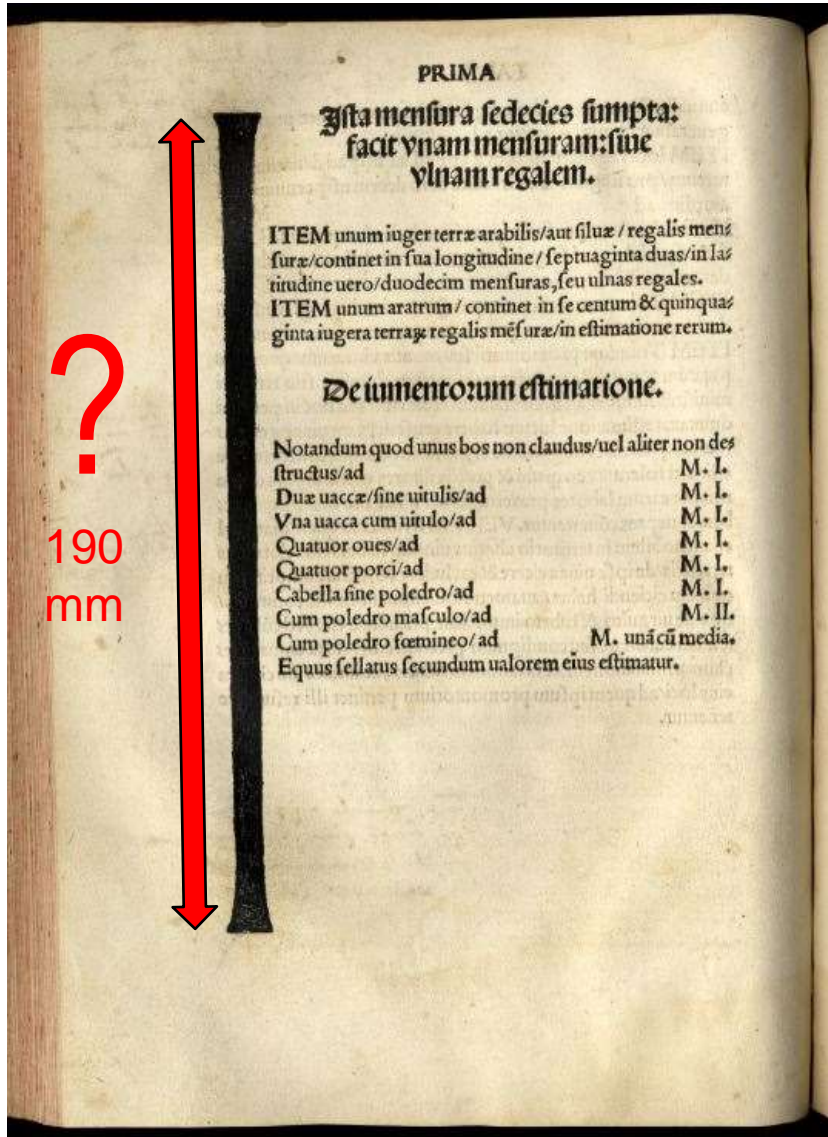 PRIMA
Iſta menſura ſedecies ſumpta:
facit vnam menſuram: ſiue
vlnam regalem.
ITEM unum iuger terræ arabilis/aut ſiluæ/regalis men⸗
ſuræ/continet in ſua longitudine/ſeptuaginta duas/in la⸗
titudine uero/duodecim menſuras, ſeu ulnas regales.
ITEM unum aratrum/continet in ſe centum & quinqua⸗
ginta iugera terraꝝ regalis mẽſuræ/in eſtimatione rerum.
De iumentorum eſtimatione.
Notandum quod unus bos non claudus/uel aliter non de⸗
ſtructus/ad M. I.
Duæ uaccæ/ſine uitulis/ad M. I.
Vna uacca cum uitulo/ad M. I.
Quatuor oues/ad M. I.
Quatuor porci/ad M. I.
Cabella ſine poledro/ad M. I.
Cum poledro maſculo/ad M. II.
Cum poledro fœmineo/ad M. unã cũ media.
Equus ſellatus ſecundum ualorem eius eſtimatur.
?
190
mm